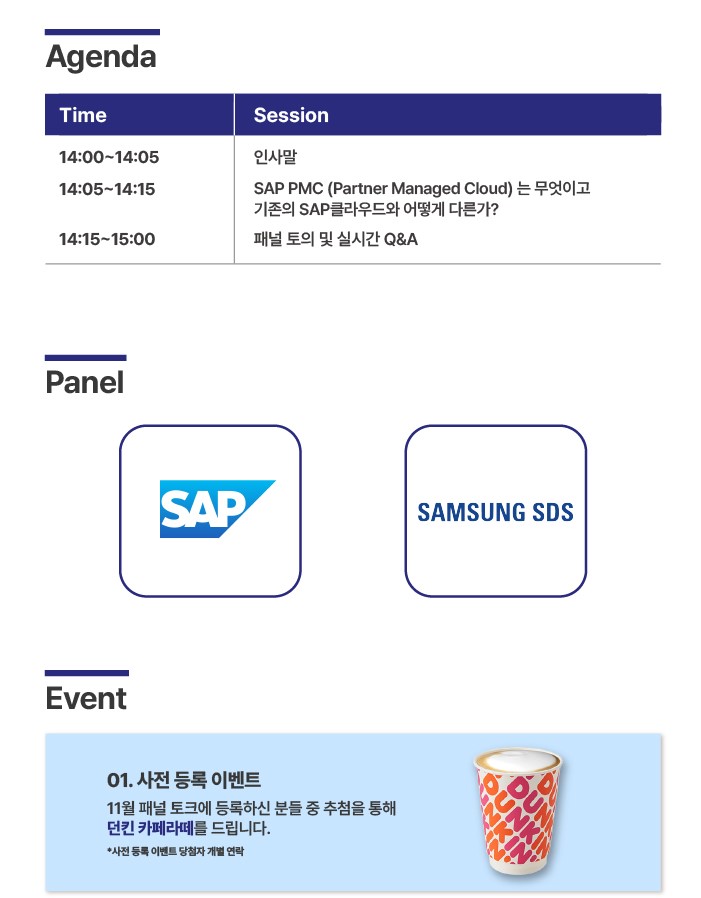 Agenda
Time Session
14:00~14:05 인사말
14:05~14:15 SAP PMC (Partner Managed Cloud) 는 무엇이고
기존의 SAP클라우드와 어떻게 다른가?
14:15~15:00 패널 토의 및 실시간 Q&A
Panel
SAP SAMSUNG SDS
Event
01. 사전 등록 이벤트
11월 패널 토크에 등록하신 분들 중 추첨을 통해
던킨 카페라떼를 드립니다.
*사전 등록 이벤트 당첨자 개별 연락
DUNKIN'